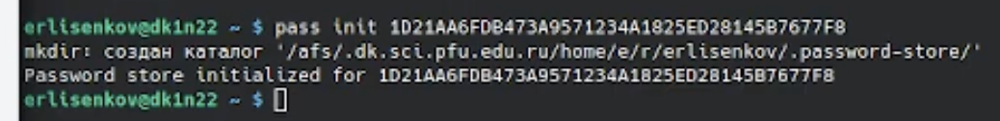 erlisenkov@dk1n22 ~ $ pass init 1D21AA6FDB473A9571234A1825ED28145B7677F8
mkdir: создан каталог '/afs/.dk.sci.pfu.edu.ru/home/e/r/erlisenkov/.password-store/'
Password store initialized for 1D21AA6FDB473A9571234A1825ED28145B7677F8
erlisenkov@dk1n22 ~ $